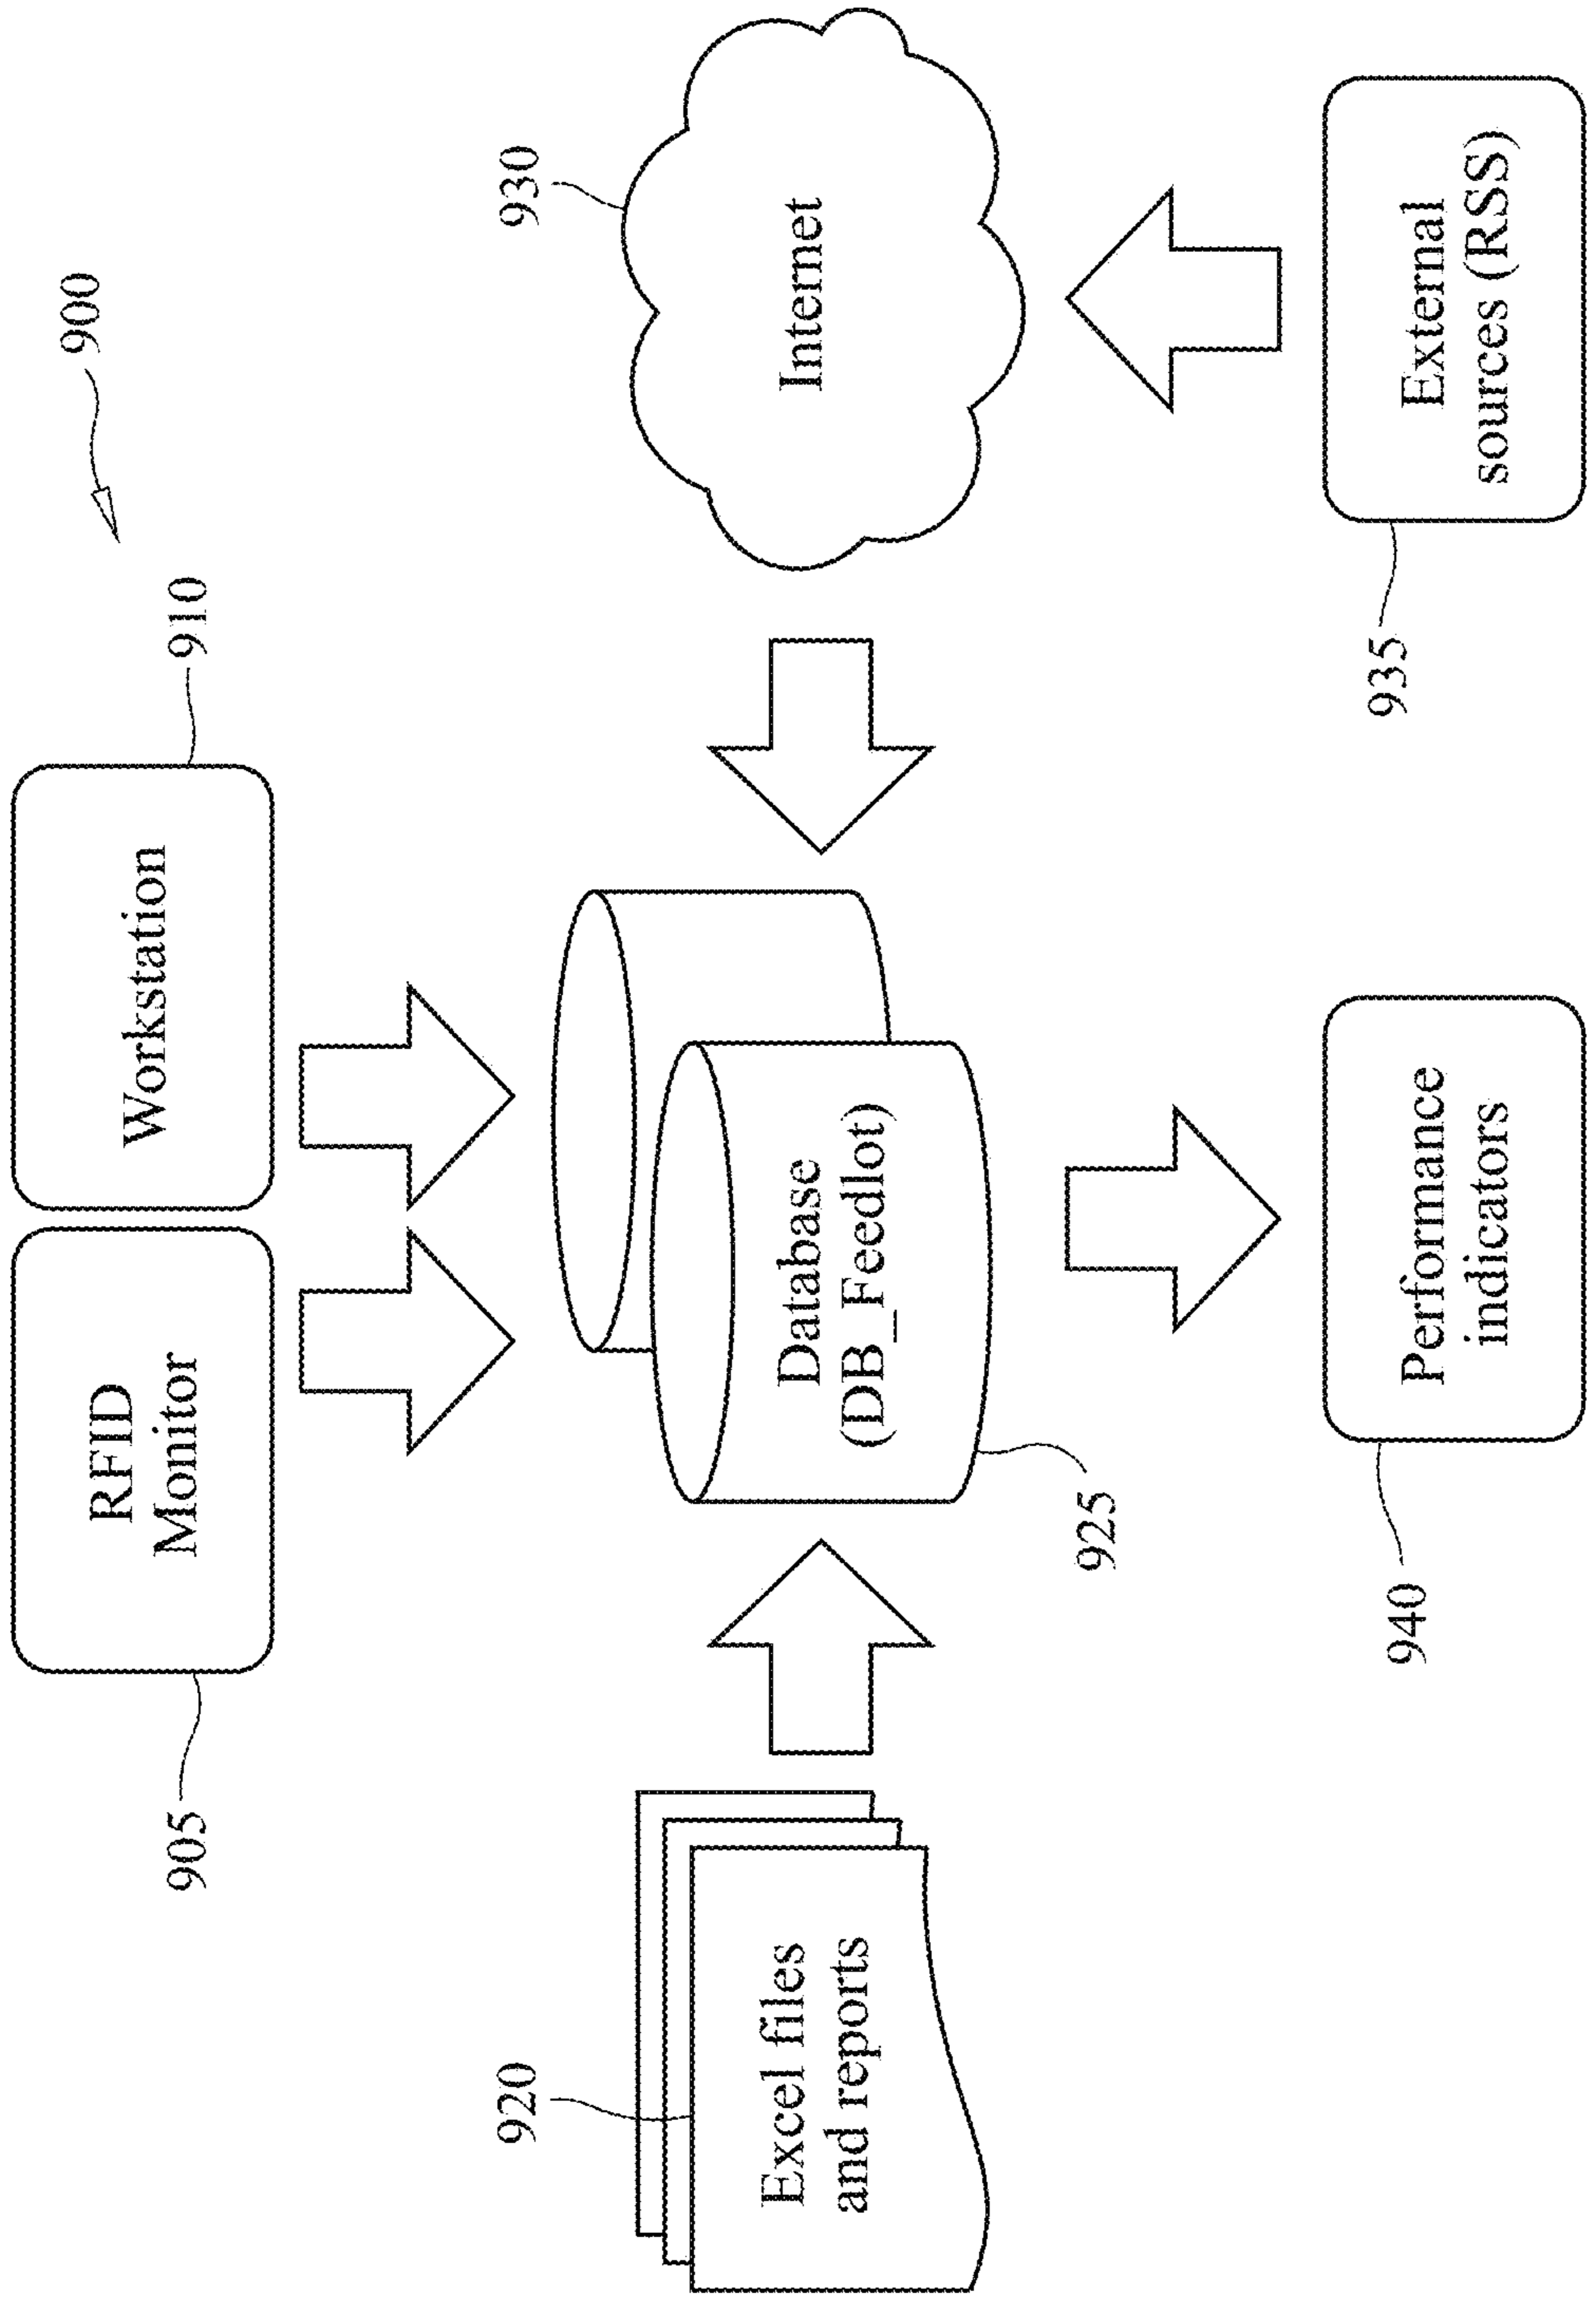 900
905
RFID
Monitor
Workstation
910
920
Excel files
and reports
Database
(DB_Feedlot)
925
930
Internet
940
Performance
indicators
935
External
sources (RSS)